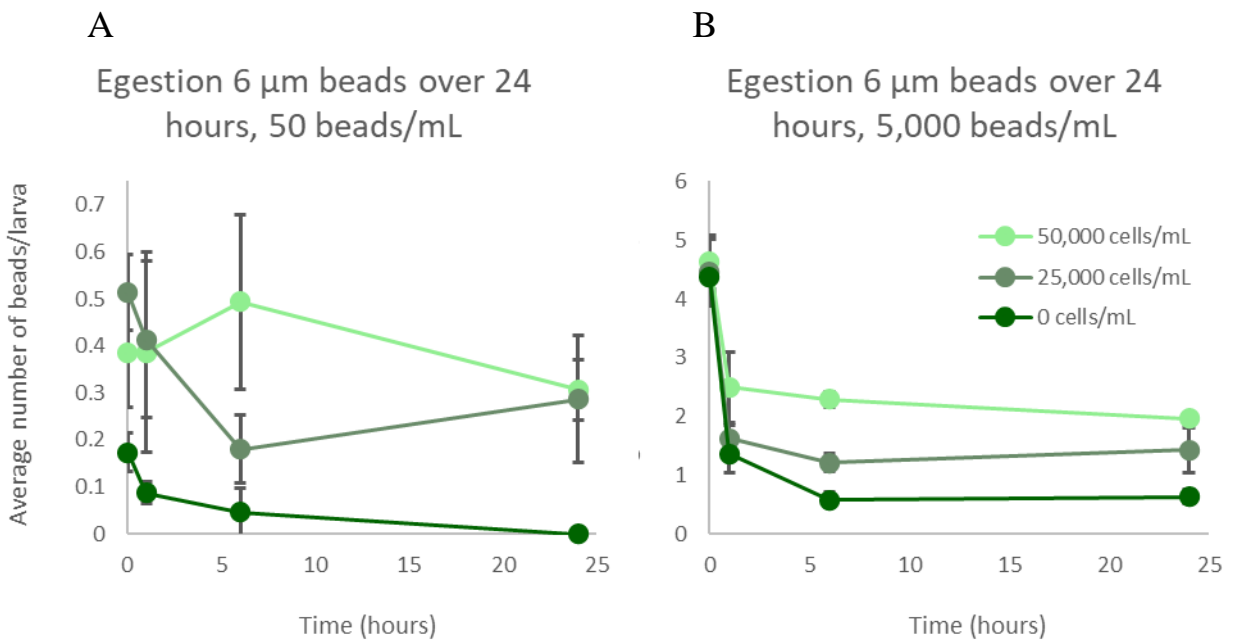 A
Egestion 6 µm beads over 24
hours, 50 beads/mL
Average number of beads/larva
0.7
0.6
0.5
0.4
0.3
0.2
0.1
0
0 5 10 15 20 25
Time (hours)
B
Egestion 6 µm beads over 24
hours, 5,000 beads/mL
6
5
4
3
2
1
0
50,000 cells/mL
25,000 cells/mL
0 cells/mL
0 5 10 15 20 25
Time (hours)